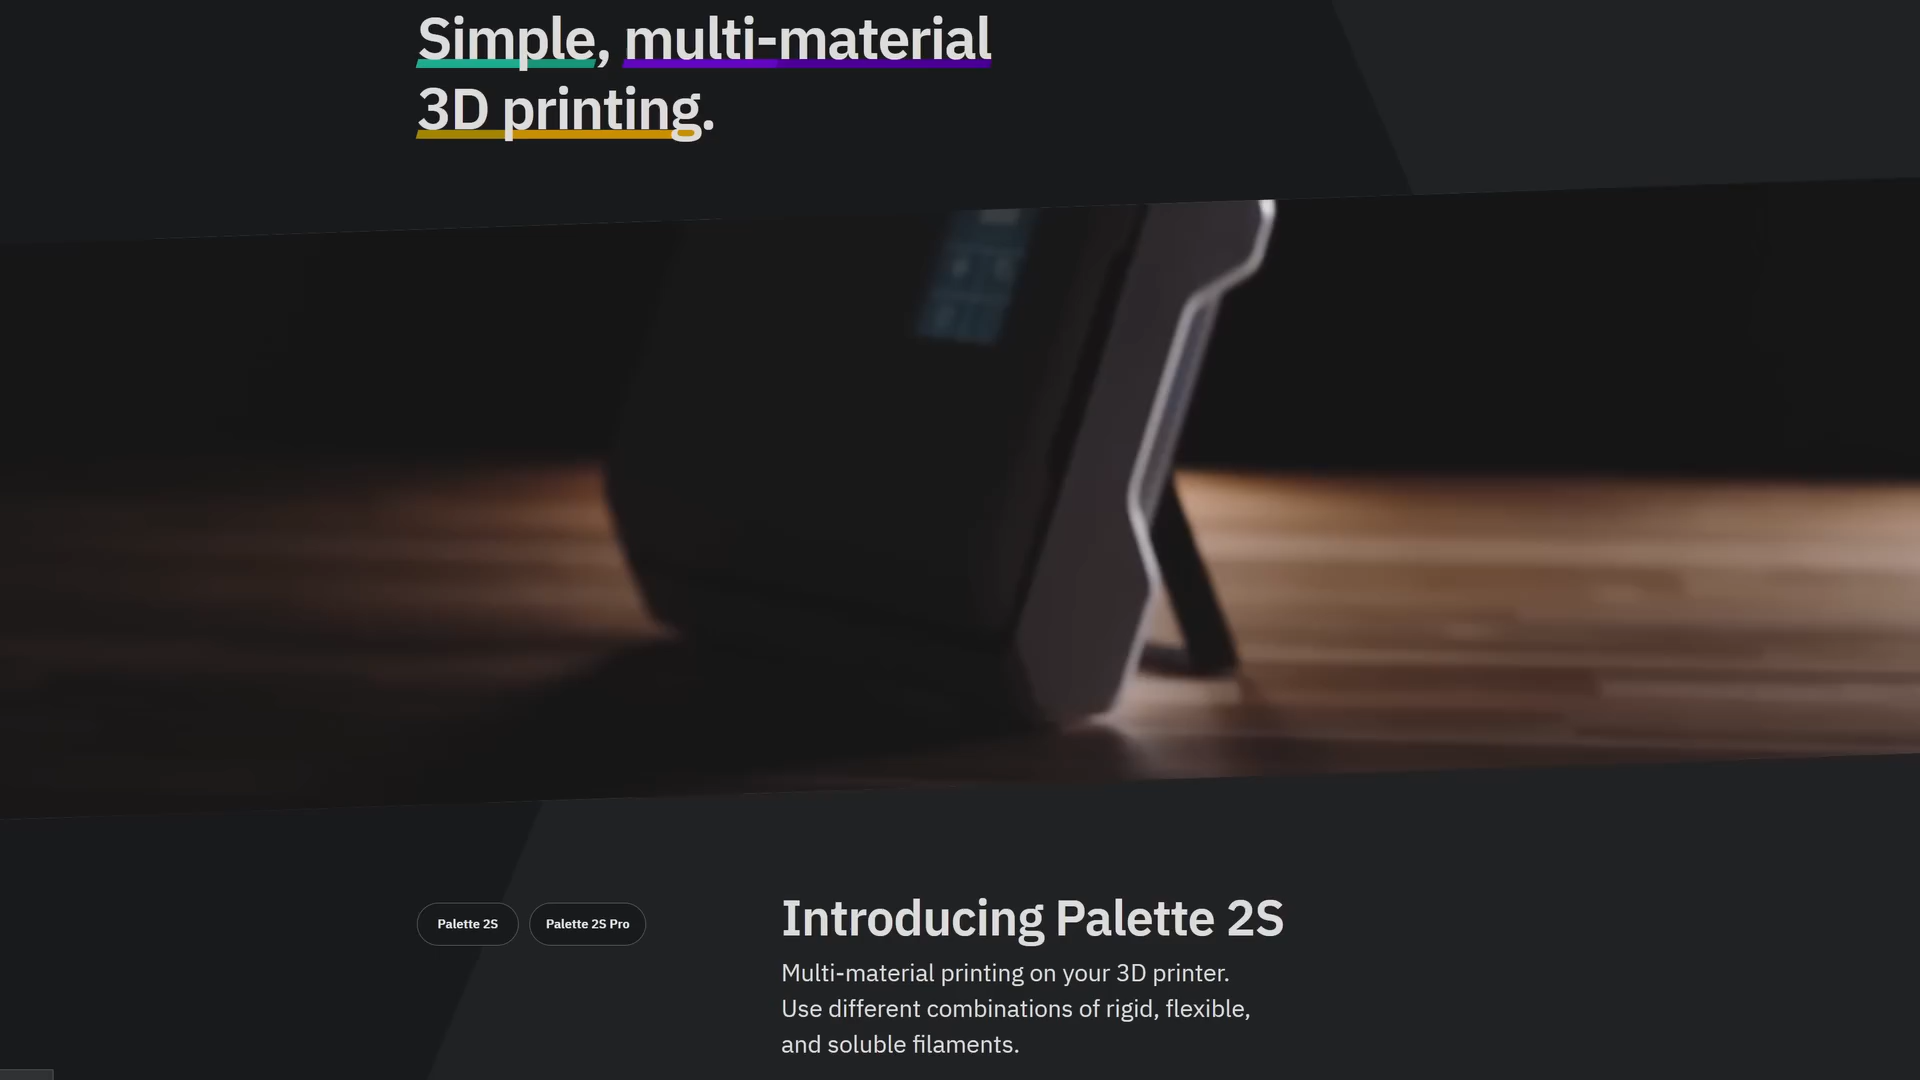 Simple, multi-material
3D printing.
Palette 2S
Palette 2S Pro
Introducing Palette 2S
Multi-material printing on your 3D printer.
Use different combinations of rigid, flexible,
and soluble filaments.